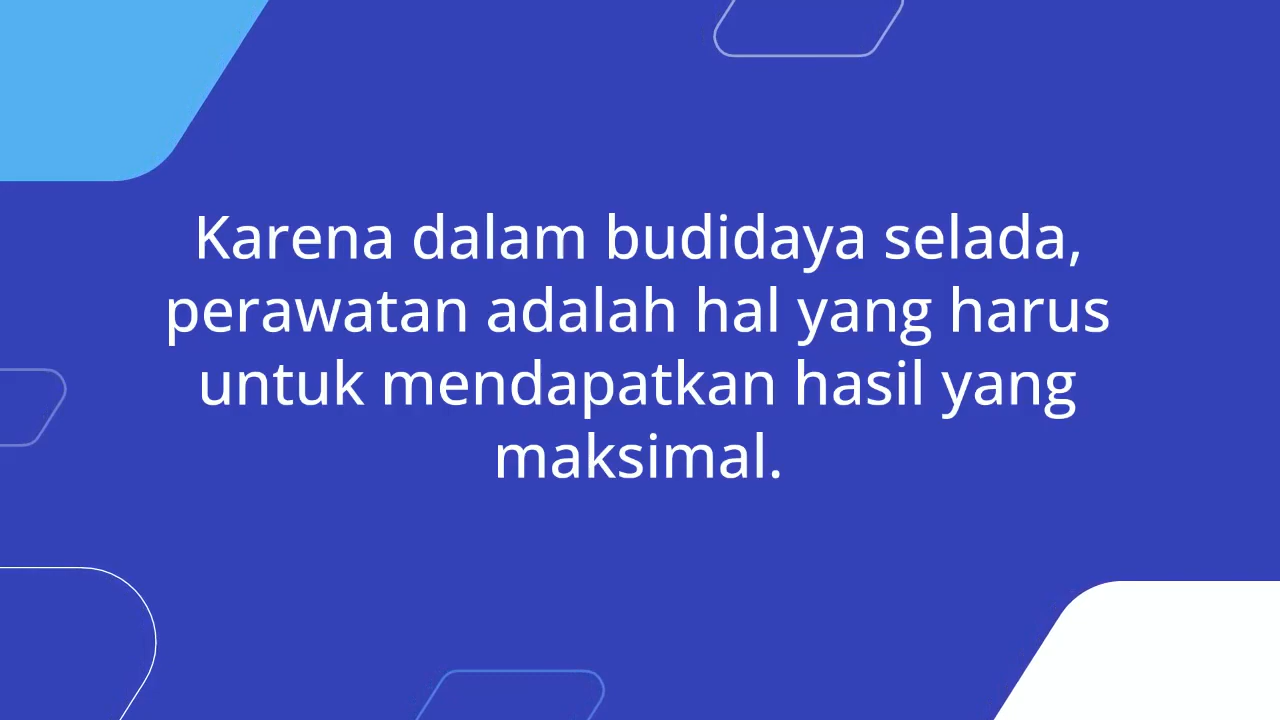 Karena dalam budidaya selada,
perawatan adalah hal yang harus
untuk mendapatkan hasil yang
maksimal.